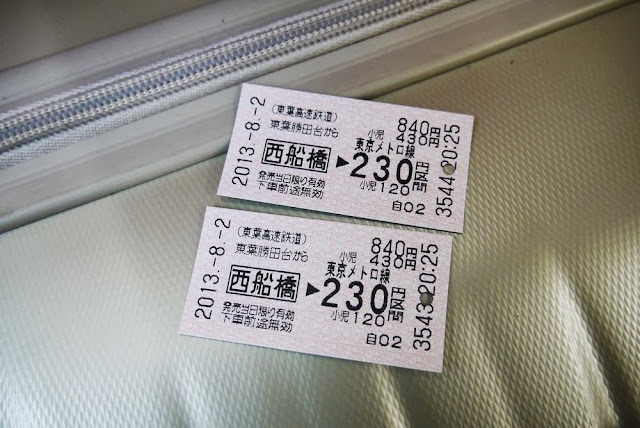 2013.-8.-2
(東葉高速鉄道)
840円
東葉勝田台から
小児 430円
西船橋
東京メトロ線
▶230円区間
発売当日限り有効
小児 120
下車前途無効
自02
3544 20:25
2013.-8.-2
(東葉高速鉄道)
840円
東葉勝田台から
小児 430円
西船橋
東京メトロ線
▶230円区間
発売当日限り有効
小児 120
下車前途無効
自02
3543 20:25